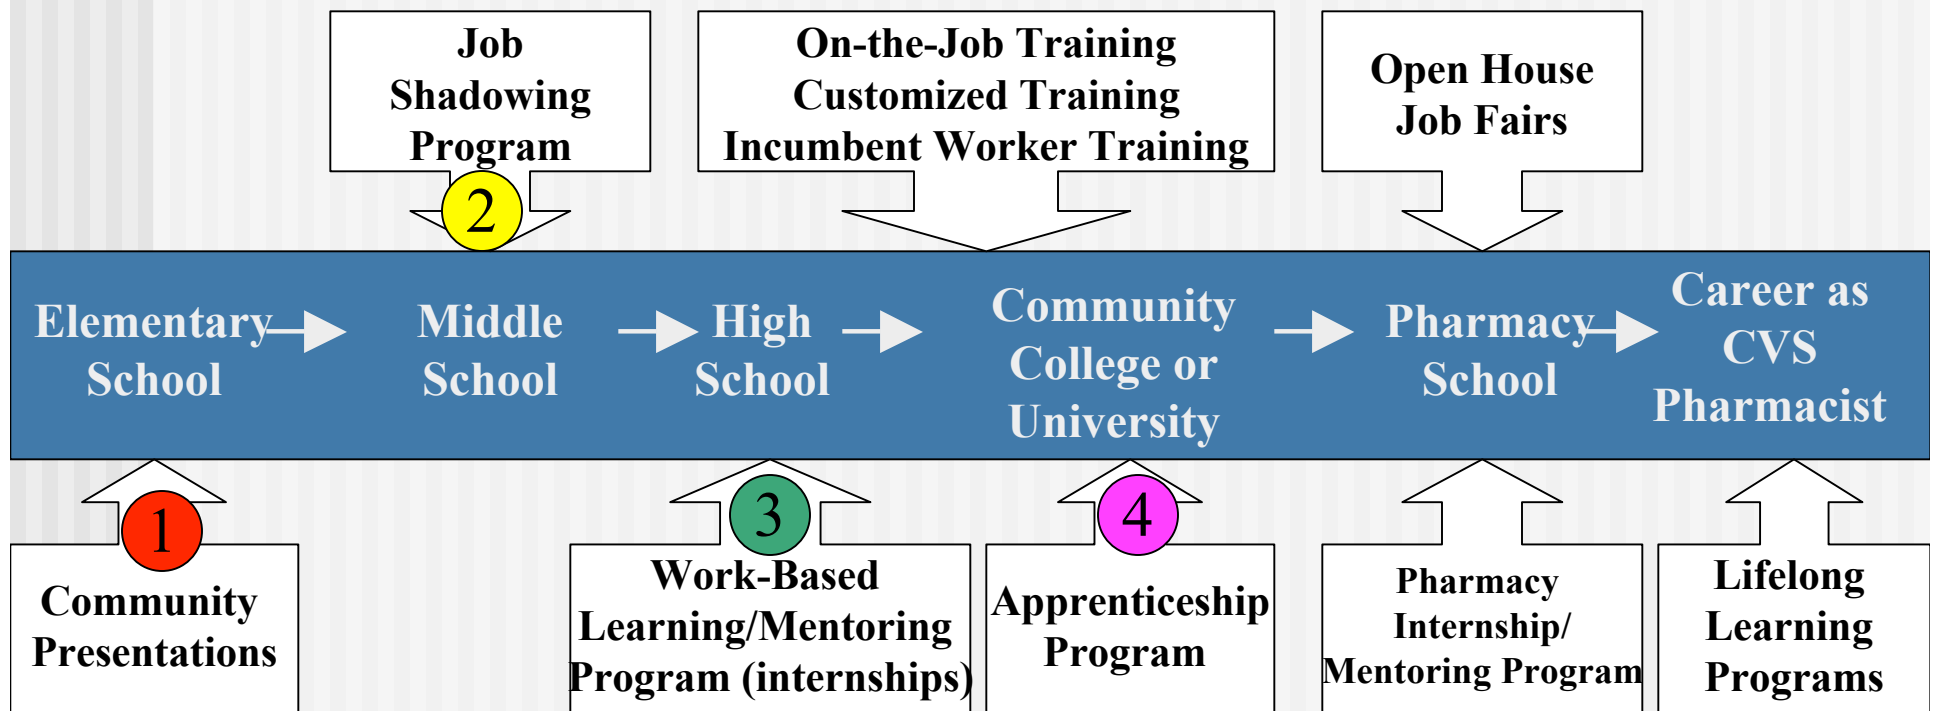 Job
Shadowing
Program
On-the-Job Training
Customized Training
Incumbent Worker Training
Open House
Job Fairs
2
Elementary
School
Middle
School
High
School
Community
College or
University
Pharmacy
School
Career as
CVS
Pharmacist
1
3
4
Community
Presentations
Work-Based
Learning/Mentoring
Program (internships)
Apprenticeship
Program
Pharmacy
Internship/
Mentoring Program
Lifelong
Learning
Programs